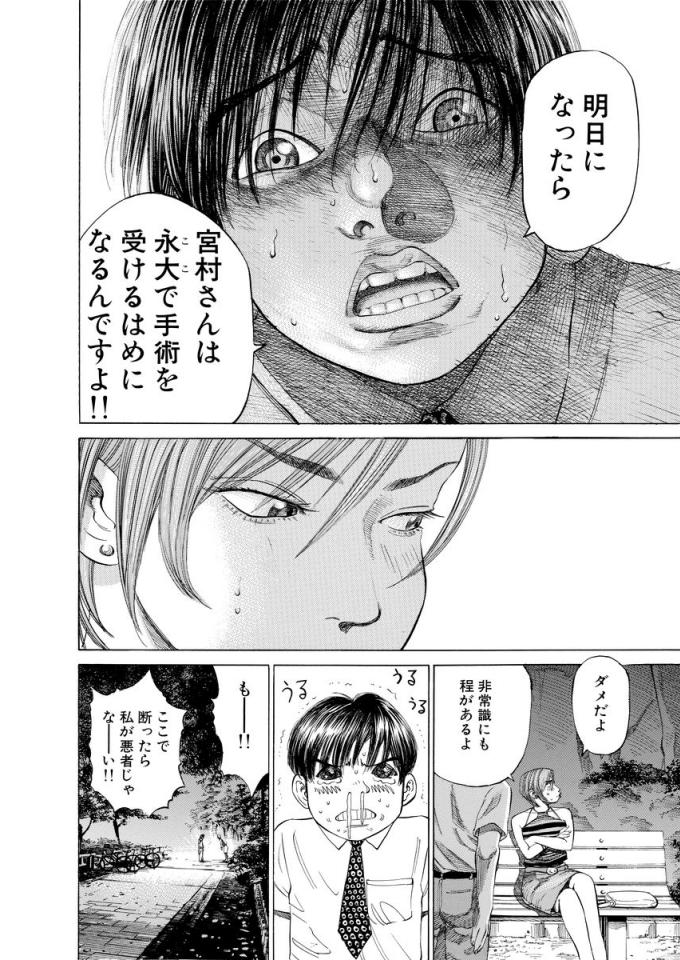 明日に
なったら
宮村さんは
永大で手術を
ここ
受けるはめに
なるんですよ!!
ダメだよ
非常識にも
程があるよ
うる
うる
うる
も――!!
ここで
断ったら
私が悪者じゃ
な――い!!